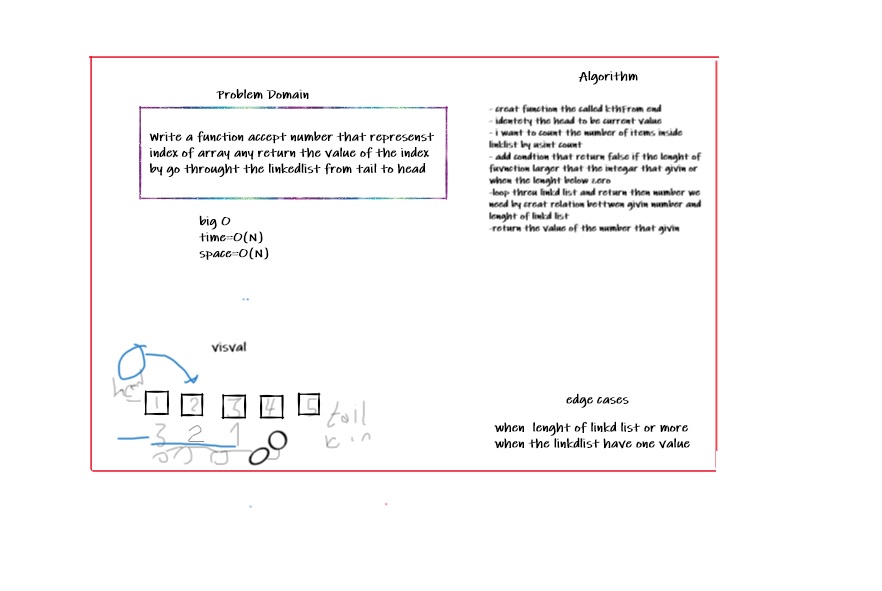 Problem Domain
Write a function accept number that represenst
index of array any return the value of the index
by go throught the linkedlist from tail to head
big O
time=O(N)
space=O(N)
Algorithm
- creat function the called kthFrom end
- identety the head to be current value
- i want to count the number of items inside
linklist by usint count
- add condtion that return false if the lenght of
funvction larger that the integar that givin or
when the lenght below zero
-loop threu linkd list and return then number we
need by creat relation bettwen givin number and
lenght of linkd list
-return the value of the number that givin
visval
1 2 3 4 5
tail
3 2 1
edge cases
when lenght of linkd list or more
when the linkdlist have one value